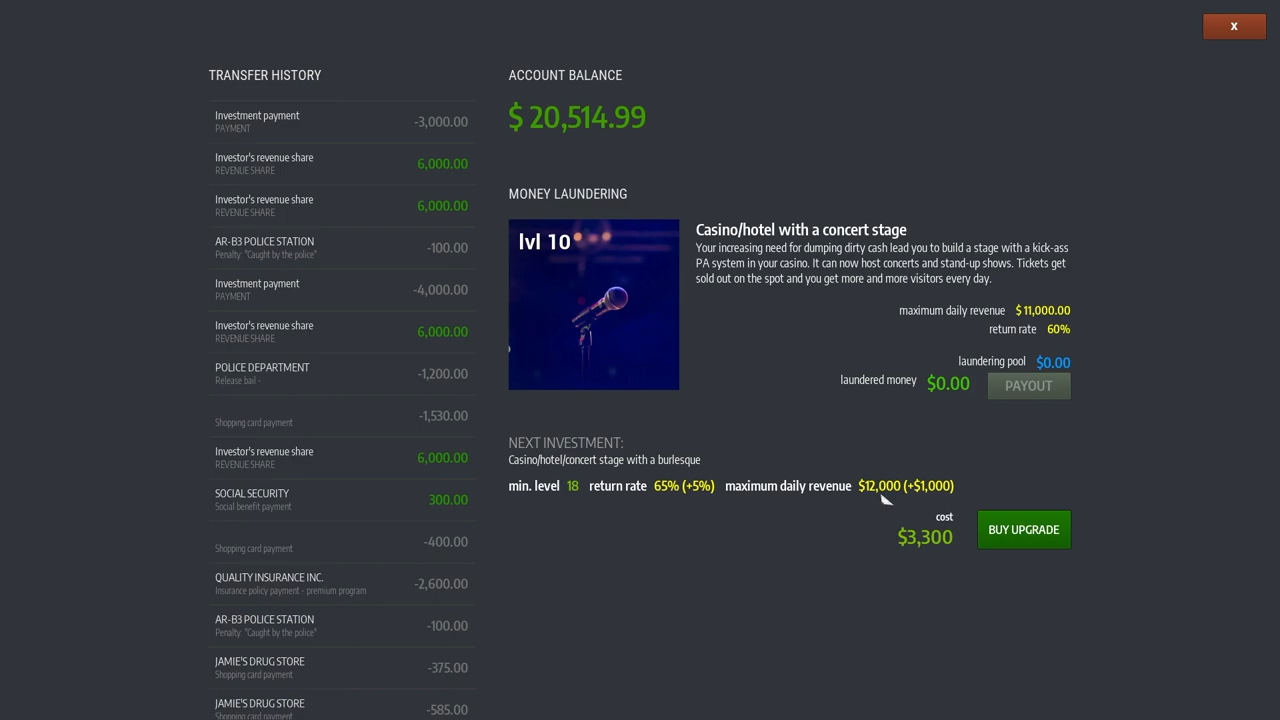 X
TRANSFER HISTORY
Investment payment
PAYMENT
-3,000.00
Investor's revenue share
REVENUE SHARE
6,000.00
Investor's revenue share
REVENUE SHARE
6,000.00
AR-B3 POLICE STATION
Penalty: "Caught by the police"
-100.00
Investment payment
PAYMENT
-4,000.00
Investor's revenue share
REVENUE SHARE
6,000.00
POLICE DEPARTMENT
Release bail -
-1,200.00
Shopping card payment
-1,530.00
Investor's revenue share
REVENUE SHARE
6,000.00
SOCIAL SECURITY
Social benefit payment
300.00
Shopping card payment
-400.00
QUALITY INSURANCE INC.
Insurance policy payment - premium program
-2,600.00
AR-B3 POLICE STATION
Penalty: "Caught by the police"
-100.00
JAMIE'S DRUG STORE
Shopping card payment
-375.00
JAMIE'S DRUG STORE
Shopping card payment
-585.00
ACCOUNT BALANCE
$ 20,514.99
MONEY LAUNDERING
lvl 10
Casino/hotel with a concert stage
Your increasing need for dumping dirty cash lead you to build a stage with a kick-ass
PA system in your casino. It can now host concerts and stand-up shows. Tickets get
sold out on the spot and you get more and more visitors every day.
maximum daily revenue $ 11,000.00
return rate 60%
laundering pool $0.00
laundered money $0.00 PAYOUT
NEXT INVESTMENT:
Casino/hotel/concert stage with a burlesque
min. level 18 return rate 65% (+5%) maximum daily revenue $12,000 (+$1,000)
cost
$3,300
BUY UPGRADE